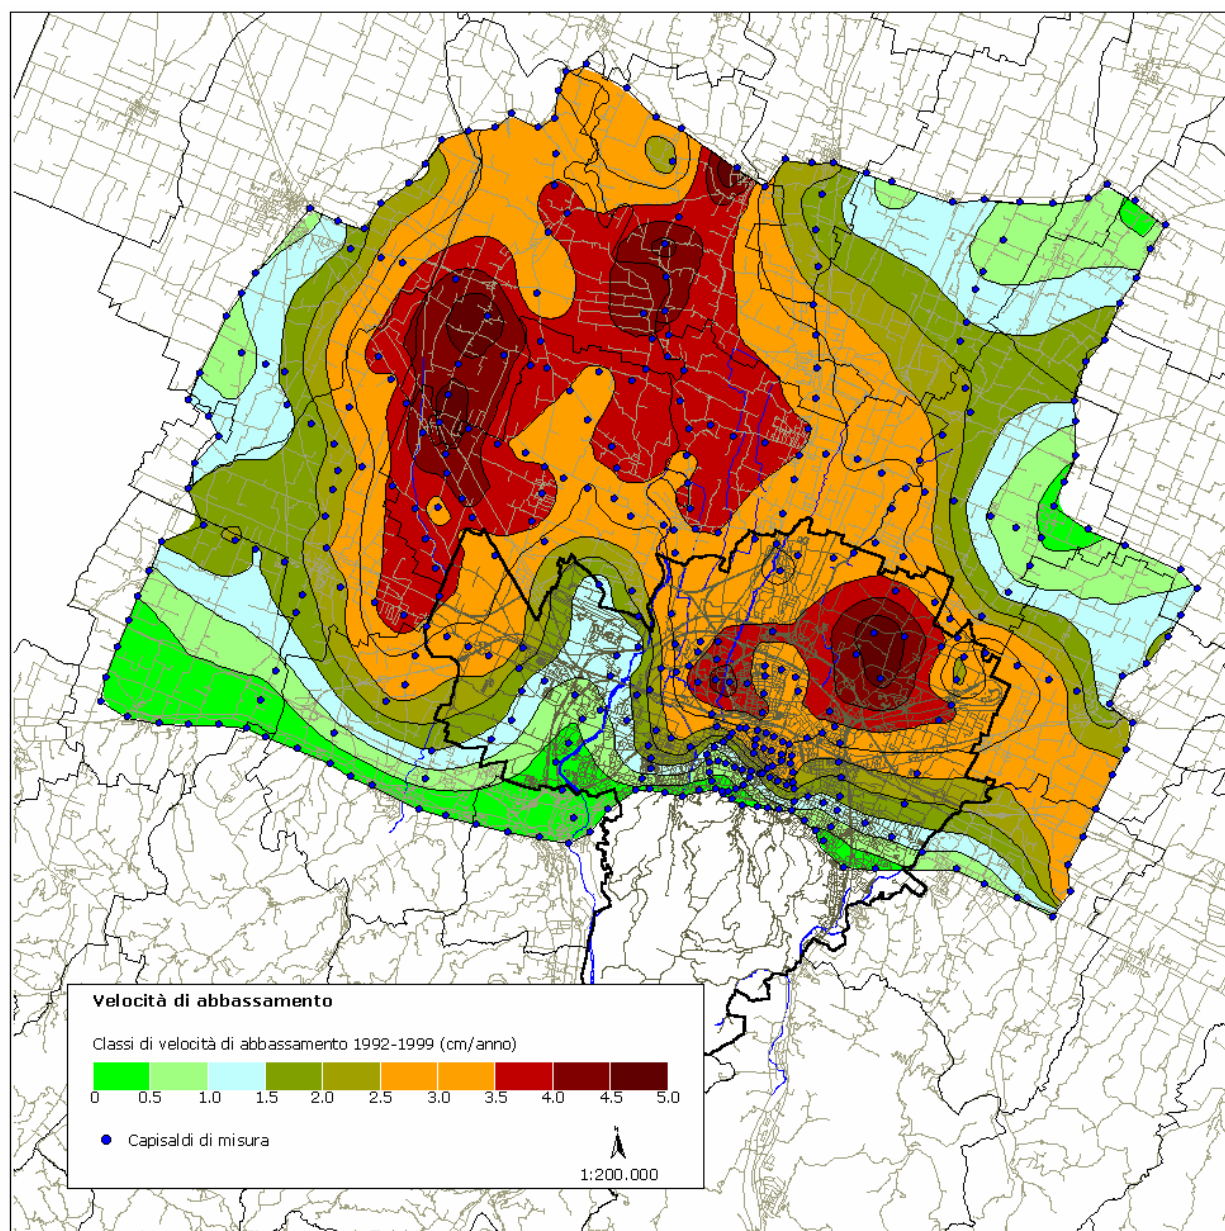 Velocità di abbassamento
Classi di velocità di abbassamento 1992-1999 (cm/anno)
0 0.5 1.0 1.5 2.0 2.5 3.0 3.5 4.0 4.5 5.0
Capisaldi di misura
N
1:200.000